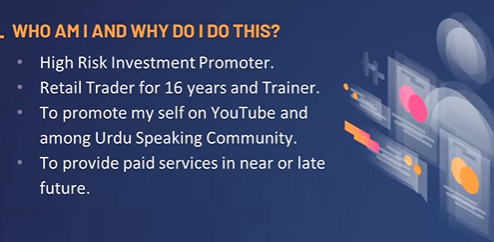 WHO AM I AND WHY DO I DO THIS?
• High Risk Investment Promoter.
• Retail Trader for 16 years and Trainer.
• To promote my self on YouTube and
among Urdu Speaking Community.
• To provide paid services in near or late
future.